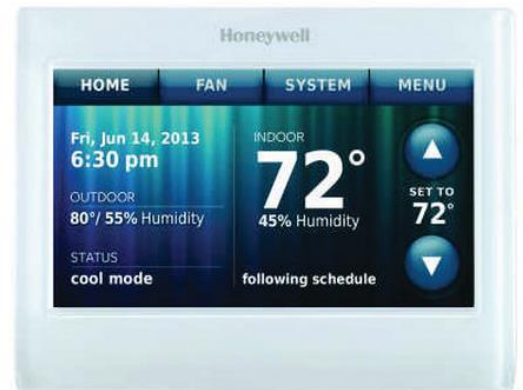 Honeywell
HOME FAN SYSTEM MENU
Fri, Jun 14, 2013
6:30 pm
OUTDOOR
80°/ 55% Humidity
STATUS
cool mode
INDOOR
72°
45% Humidity
following schedule
SET TO
72°